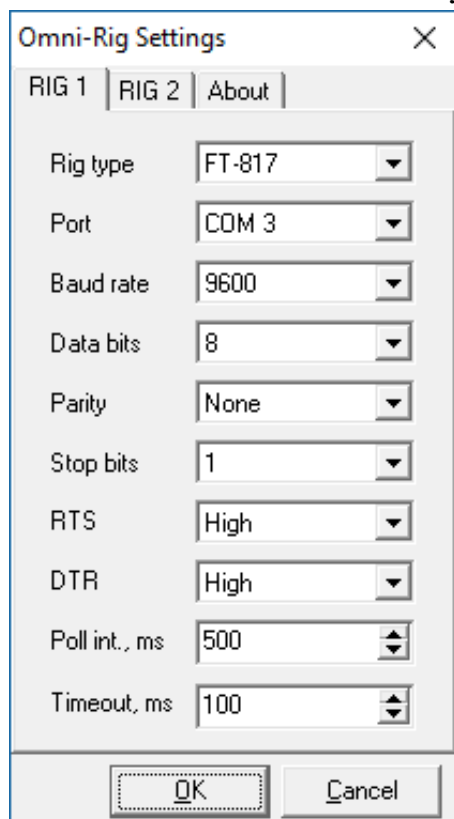 Omni-Rig Settings
RIG 1 RIG 2 About
Rig type FT-817
Port COM 3
Baud rate 9600
Data bits 8
Parity None
Stop bits 1
RTS High
DTR High
Poll int., ms 500
Timeout, ms 100
OK Cancel